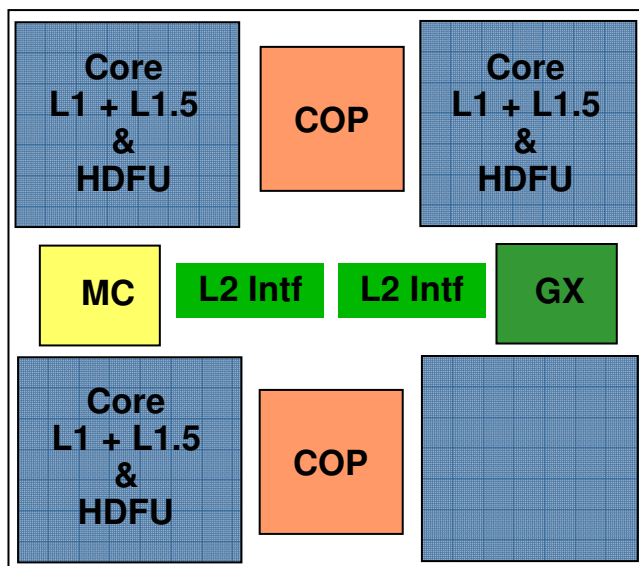 Core
L1 + L1.5
&
HDFU
COP
Core
L1 + L1.5
&
HDFU
MC
L2 Intf
L2 Intf
GX
Core
L1 + L1.5
&
HDFU
COP